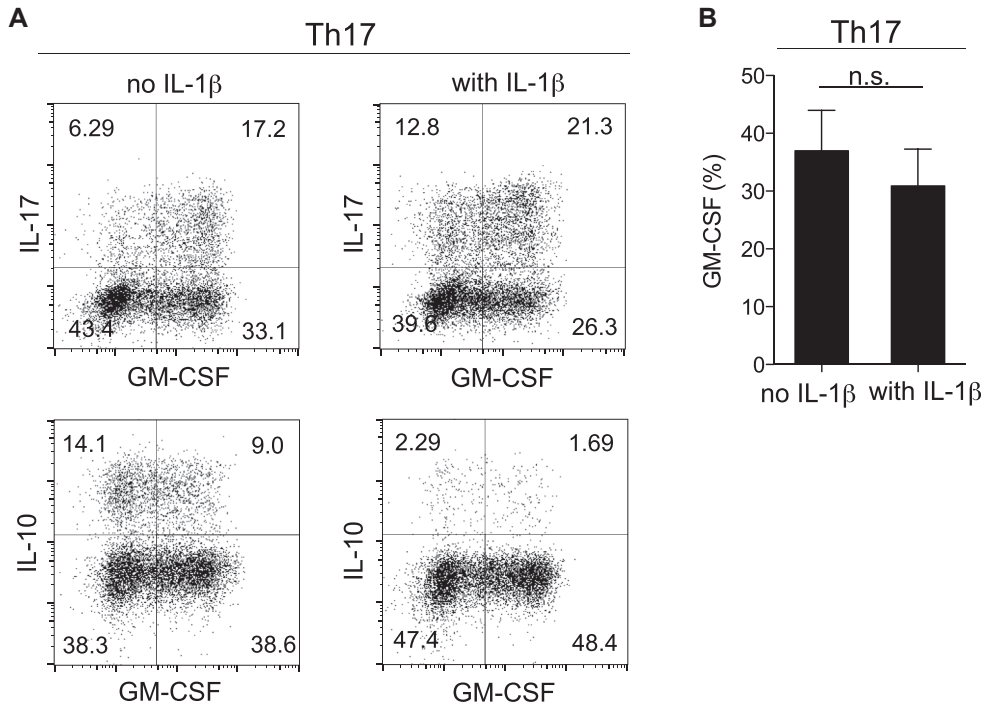 A
Th17
no IL-1β
with IL-1β
6.29
17.2
12.8
21.3
IL-17
IL-17
43.4
33.1
39.6
26.3
GM-CSF
GM-CSF
14.1
9.0
2.29
1.69
IL-10
IL-10
38.3
38.6
47.4
48.4
GM-CSF
GM-CSF
B
Th17
n.s.
50
40
30
20
10
0
GM-CSF (%)
no IL-1β
with IL-1β